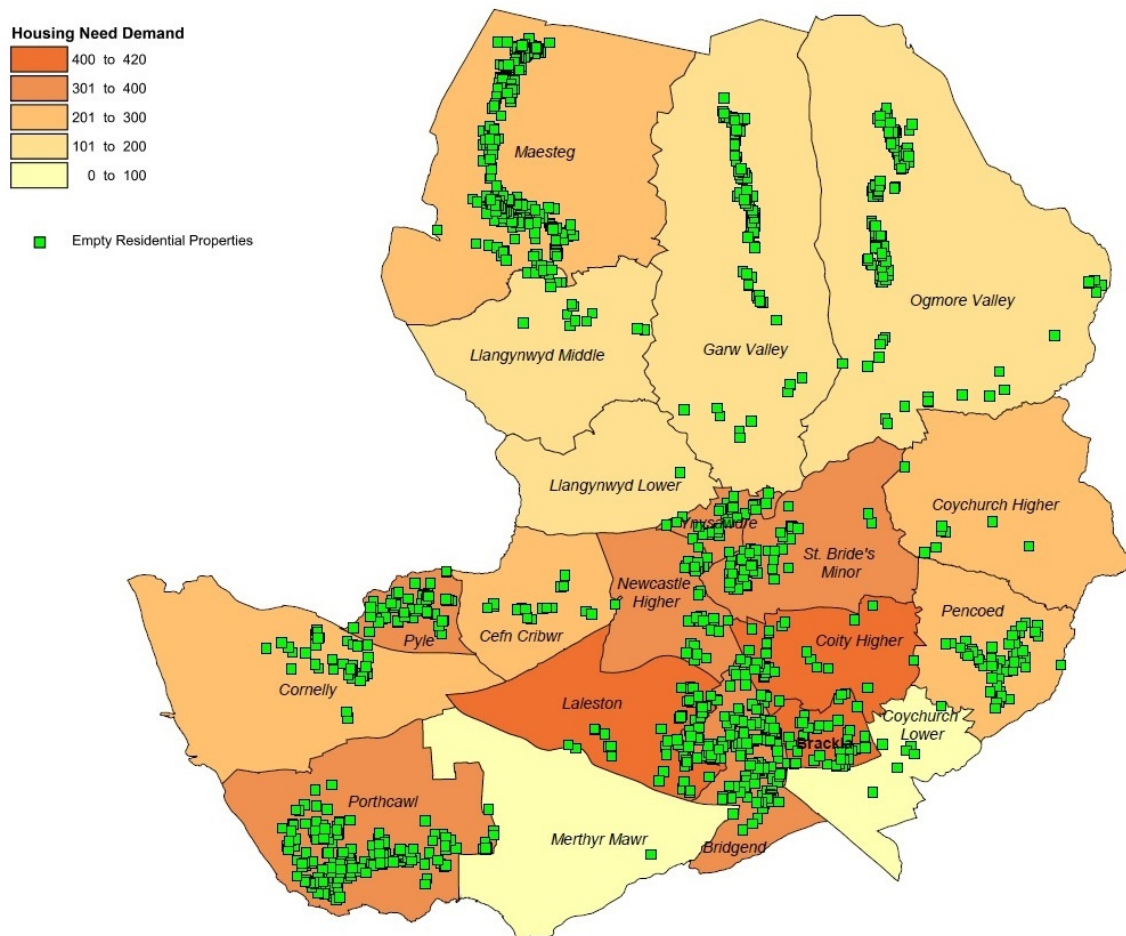 Housing Need Demand
400 to 420
301 to 400
201 to 300
101 to 200
0 to 100
Empty Residential Properties
Maesteg
Ogmore Valley
Garw Valley
Llangynwyd Middle
Llangynwyd Lower
Coychurch Higher
Ynysawdre
St. Bride's
Minor
Newcastle
Higher
Pencoed
Cefn Cribwr
Pyle
Coity Higher
Cornelly
Laleston
Coychurch
Lower
Brackla
Porthcawl
Merthyr Mawr
Bridgend